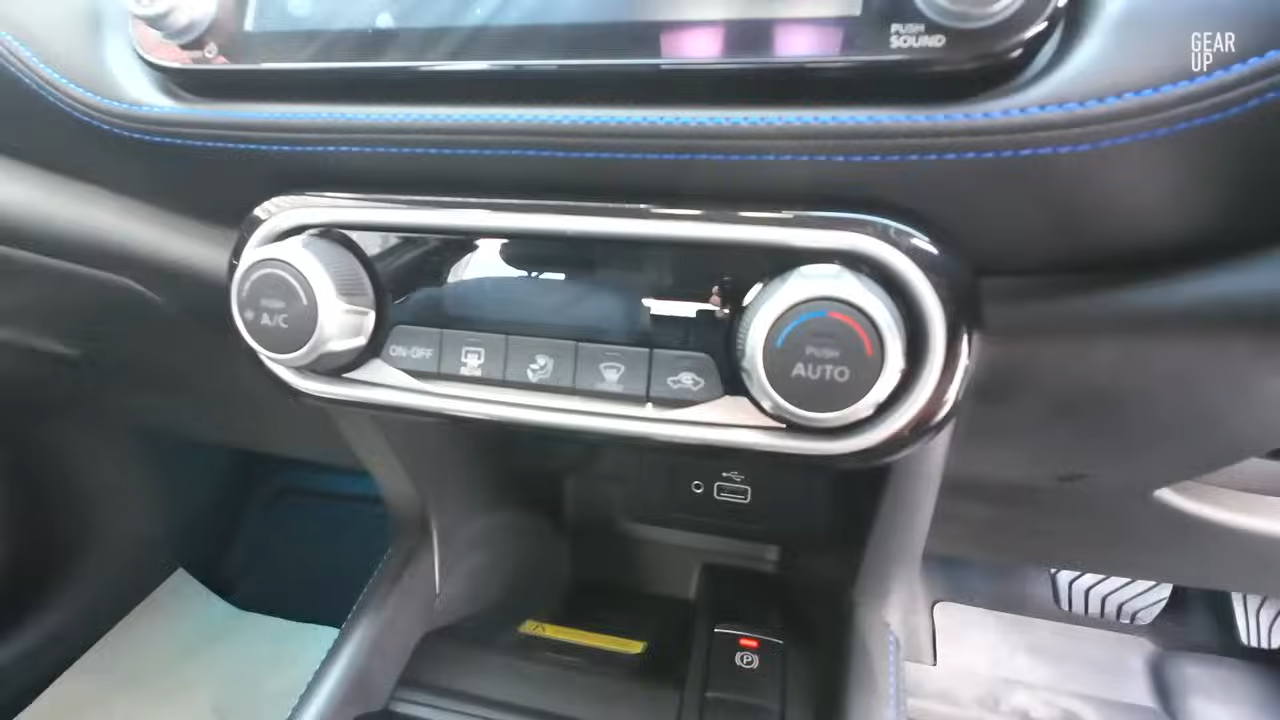 PUSH
SOUND
GEAR
UP
PUSH
A/C
ON·OFF
PUSH
AUTO
P